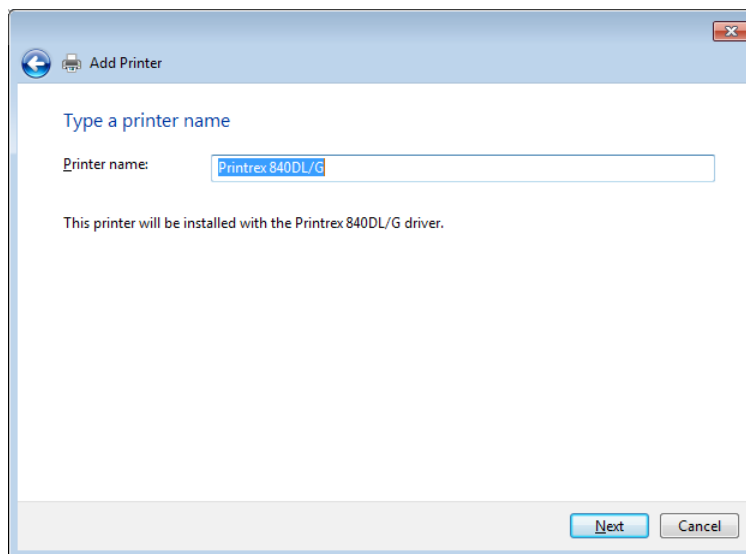 Add Printer
Type a printer name
Printer name:
Printrex 840DL/G
This printer will be installed with the Printrex 840DL/G driver.
Next
Cancel